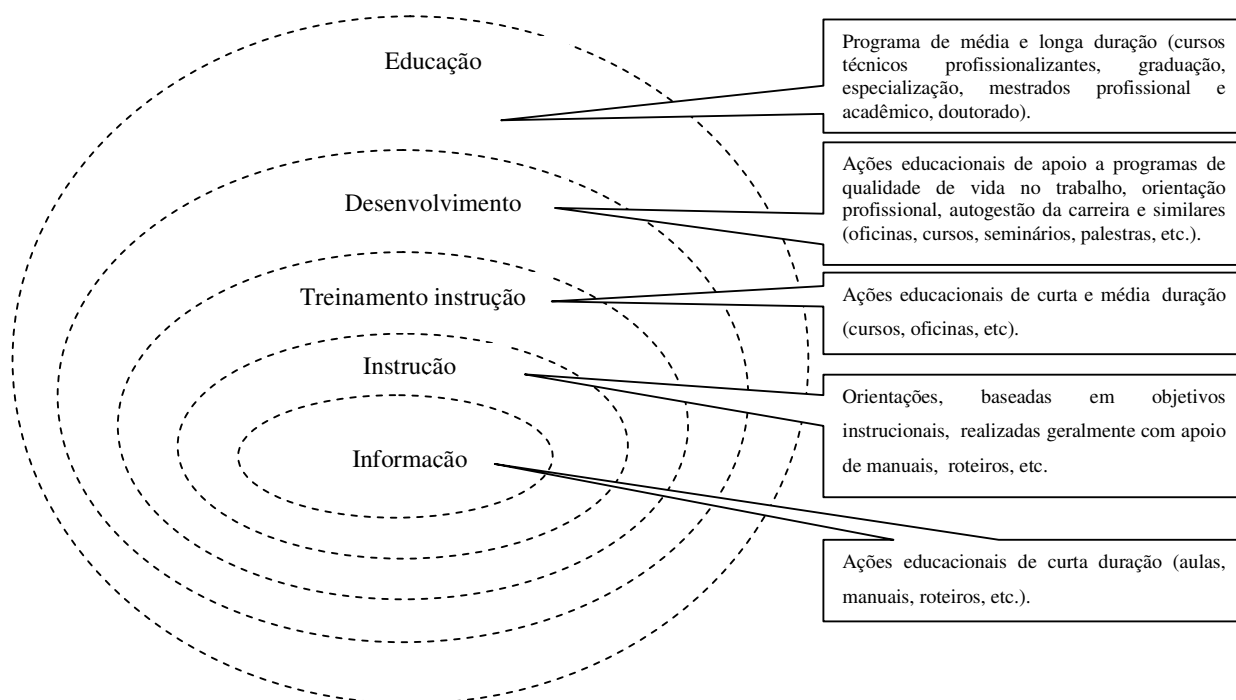 Educação
Programa de média e longa duração (cursos
técnicos profissionalizantes, graduação,
especialização, mestrados profissional e
acadêmico, doutorado).
Desenvolvimento
Ações educacionais de apoio a programas de
qualidade de vida no trabalho, orientação
profissional, autogestão da carreira e similares
(oficinas, cursos, seminários, palestras, etc.).
Treinamento instrução
Ações educacionais de curta e média duração
(cursos, oficinas, etc).
Instrucão
Orientações, baseadas em objetivos
instrucionais, realizadas geralmente com apoio
de manuais, roteiros, etc.
Informacão
Ações educacionais de curta duração (aulas,
manuais, roteiros, etc.).